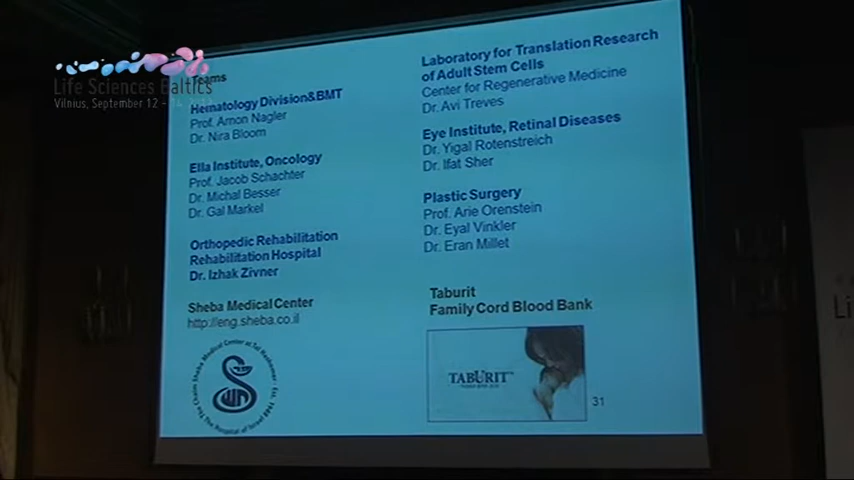 Life Sciences Baltics
Vilnius, September 12 -
Teams
Hematology Division&BMT
Prof. Arnon Nagler
Dr. Nira Bloom
Ella Institute, Oncology
Prof. Jacob Schachter
Dr. Michal Besser
Dr. Gal Markel
Orthopedic Rehabilitation
Rehabilitation Hospital
Dr. Izhak Zivner
Sheba Medical Center
http://eng.sheba.co.il
Laboratory for Translation Research
of Adult Stem Cells
Center for Regenerative Medicine
Dr. Avi Treves
Eye Institute, Retinal Diseases
Dr. Yigal Rotenstreich
Dr. Ifat Sher
Plastic Surgery
Prof. Arie Orenstein
Dr. Eyal Vinkler
Dr. Eran Millet
Taburit
Family Cord Blood Bank
TABURIT
31
Li